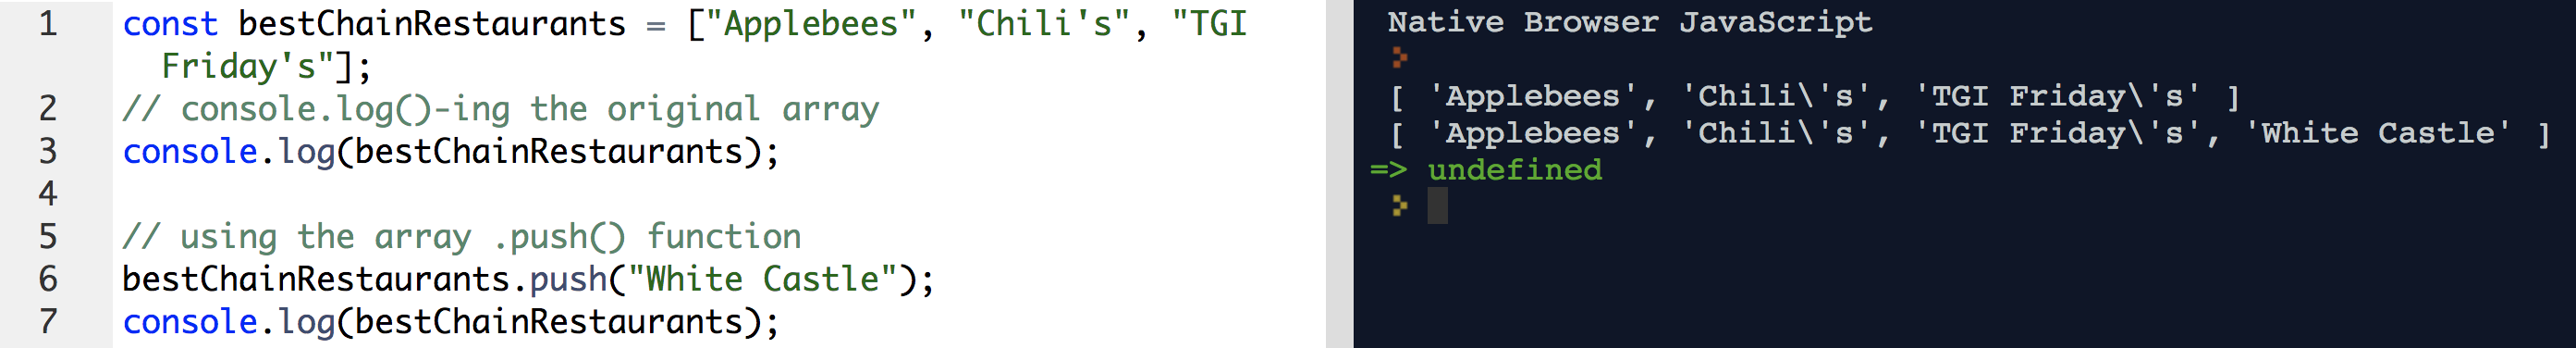 1 const bestChainRestaurants = ["Applebees", "Chili's", "TGI
Friday's"];
2 // console.log()-ing the original array
3 console.log(bestChainRestaurants);
4
5 // using the array .push() function
6 bestChainRestaurants.push("White Castle");
7 console.log(bestChainRestaurants);
Native Browser JavaScript
[ 'Applebees', 'Chili\'s', 'TGI Friday\'s' ]
[ 'Applebees', 'Chili\'s', 'TGI Friday\'s', 'White Castle' ]
=> undefined